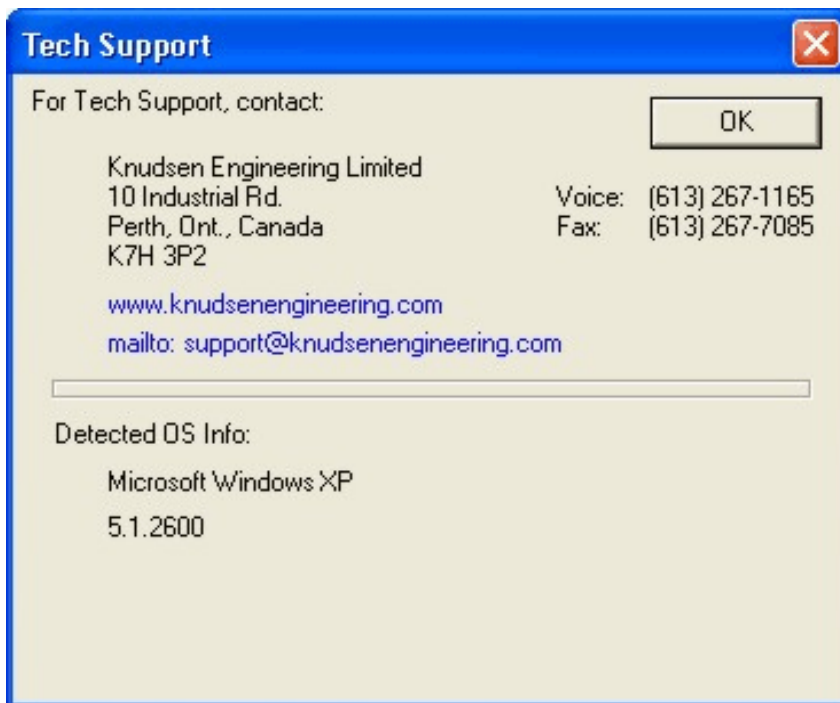 Tech Support
For Tech Support, contact:
OK
Knudsen Engineering Limited
10 Industrial Rd.
Perth, Ont., Canada
K7H 3P2
Voice: (613) 267-1165
Fax: (613) 267-7085
www.knudsenengineering.com
mailto: support@knudsenengineering.com
Detected OS Info:
Microsoft Windows XP
5.1.2600